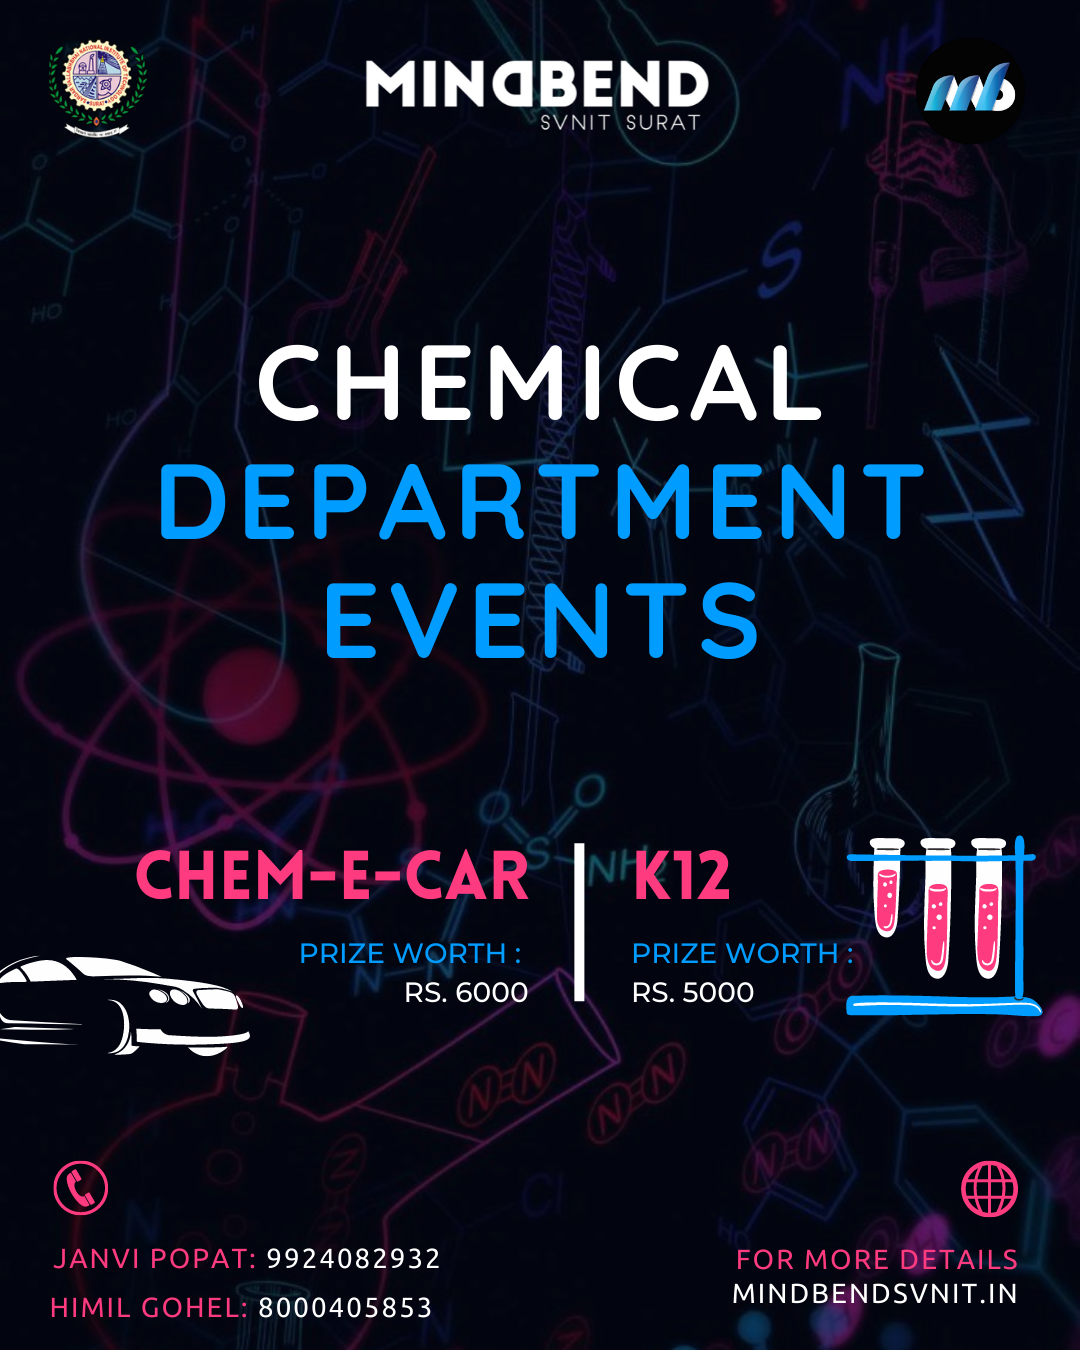 MINDBEND
SVNIT SURAT
CHEMICAL
DEPARTMENT
EVENTS
CHEM-E-CAR
PRIZE WORTH :
RS. 6000
K12
PRIZE WORTH :
RS. 5000
JANVI POPAT: 9924082932
HIMIL GOHEL: 8000405853
FOR MORE DETAILS
MINDBENDSVNIT.IN